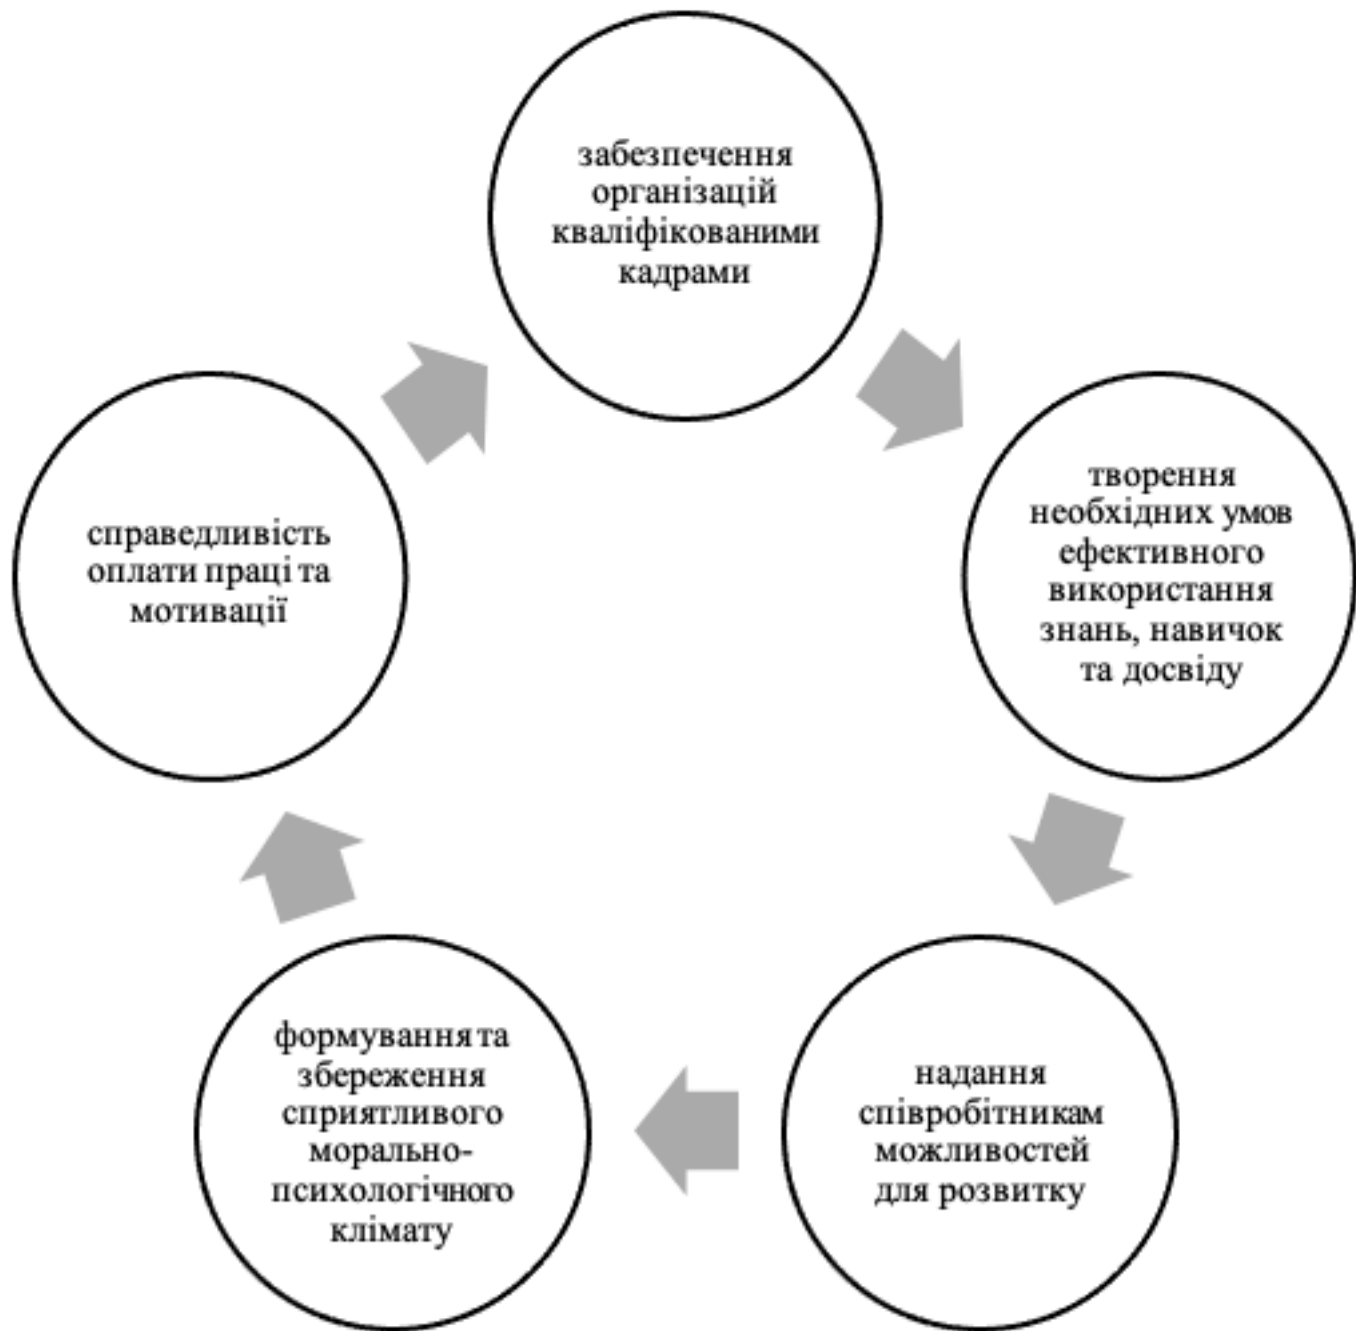 забезпечення
організацій
кваліфікованими
кадрами
творення
необхідних умов
ефективного
використання
знань, навичок
та досвіду
надання
співробітникам
можливостей
для розвитку
формування та
збереження
сприятливого
морально-
психологічного
клімату
справедливість
оплати праці та
мотивації